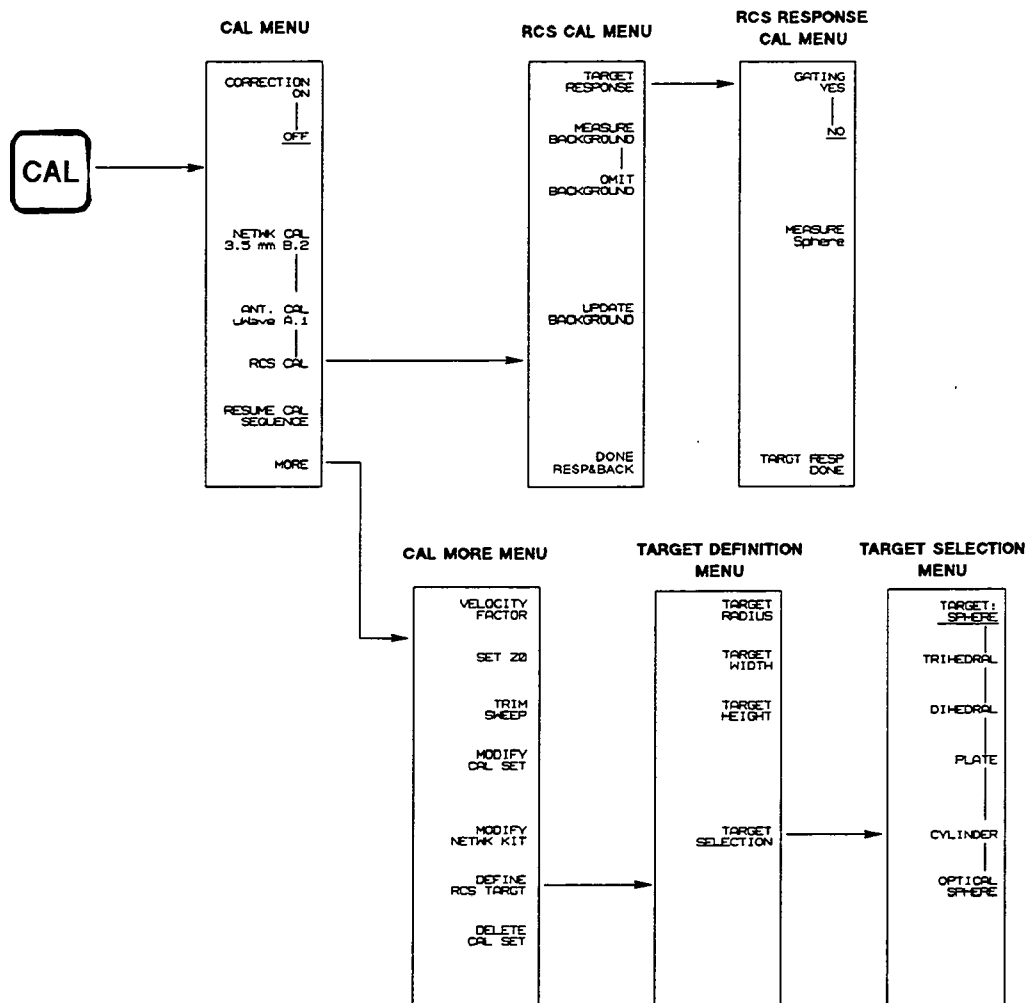 CAL
CAL MENU
CORRECTION
ON
OFF
NETWK CAL
3.5 mm B.2
ANT. CAL
uWave A.1
RCS CAL
RESUME CAL
SEQUENCE
MORE
RCS CAL MENU
TARGET
RESPONSE
MEASURE
BACKGROUND
OMIT
BACKGROUND
UPDATE
BACKGROUND
DONE
RESP&BACK
RCS RESPONSE
CAL MENU
GATING
YES
NO
MEASURE
Sphere
TARGT RESP
DONE
CAL MORE MENU
VELOCITY
FACTOR
SET Z0
TRIM
SWEEP
MODIFY
CAL SET
MODIFY
NETWK KIT
DEFINE
RCS TARGT
DELETE
CAL SET
TARGET DEFINITION
MENU
TARGET
RADIUS
TARGET
WIDTH
TARGET
HEIGHT
TARGET
SELECTION
TARGET SELECTION
MENU
TARGET:
SPHERE
TRIHEDRAL
DIHEDRAL
PLATE
CYLINDER
OPTICAL
SPHERE